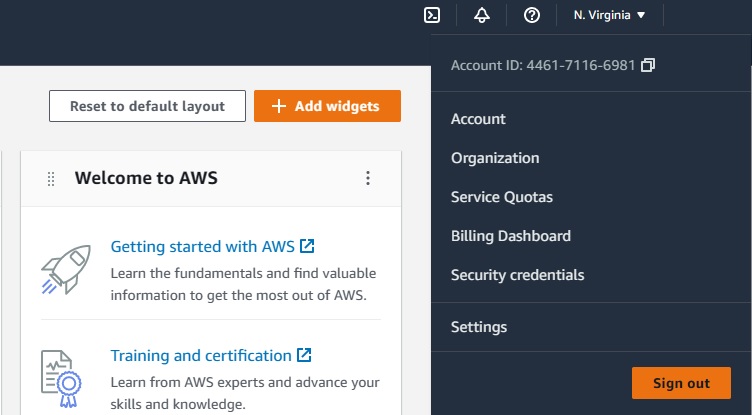 N. Virginia
Account ID: 4461-7116-6981
Reset to default layout
Add widgets
Account
Organization
Service Quotas
Billing Dashboard
Security credentials
Settings
Sign out
Welcome to AWS
Getting started with AWS
Learn the fundamentals and find valuable
information to get the most out of AWS.
Training and certification
Learn from AWS experts and advance your
skills and knowledge.